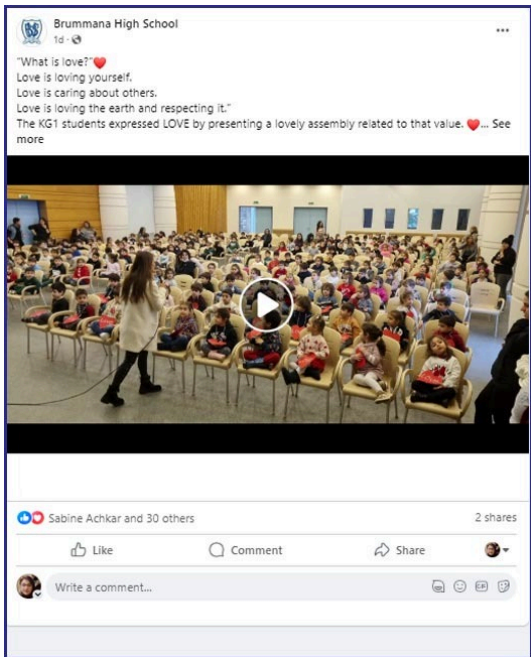 Brummana High School
1d ·
"What is love?"❤️
Love is loving yourself.
Love is caring about others.
Love is loving the earth and respecting it."
The KG1 students expressed LOVE by presenting a lovely assembly related to that value. ❤️... See
more
Sabine Achkar and 30 others
2 shares
Like
Comment
Share
Write a comment...
GIF